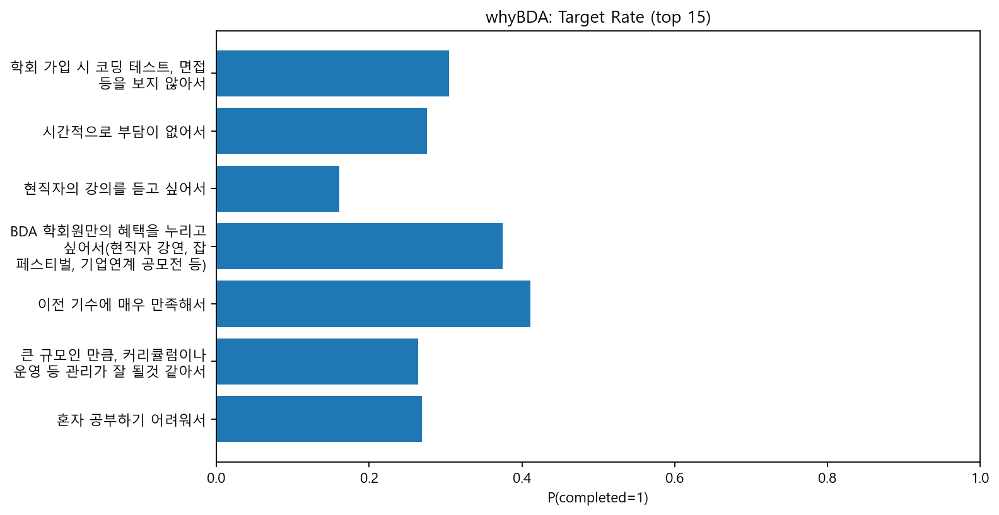 whyBDA: Target Rate (top 15)
학회 가입 시 코딩 테스트, 면접
등을 보지 않아서
시간적으로 부담이 없어서
현직자의 강의를 듣고 싶어서
BDA 학회원만의 혜택을 누리고
싶어서(현직자 강연, 잡
페스티벌, 기업연계 공모전 등)
이전 기수에 매우 만족해서
큰 규모인 만큼, 커리큘럼이나
운영 등 관리가 잘 될것 같아서
혼자 공부하기 어려워서
0.0 0.2 0.4 0.6 0.8 1.0
P(completed=1)